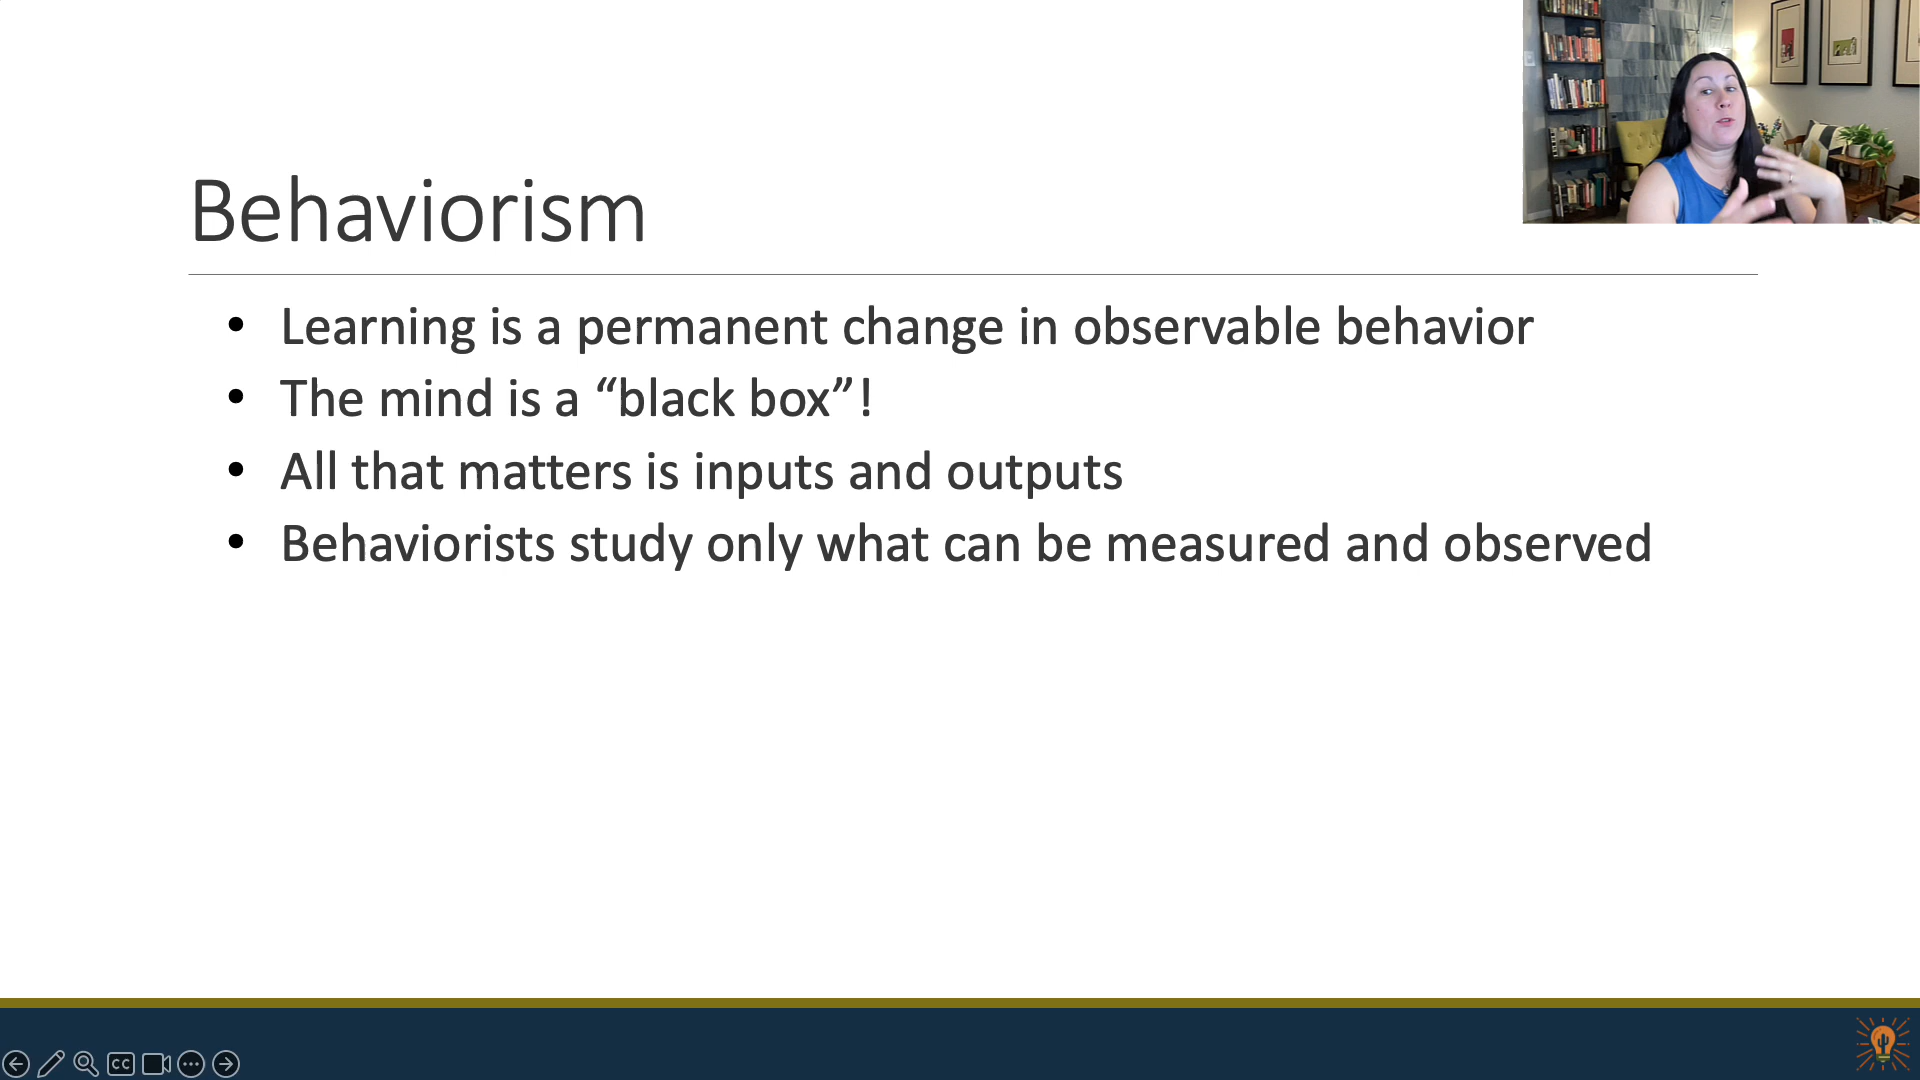 Behaviorism
• Learning is a permanent change in observable behavior
• The mind is a “black box”!
• All that matters is inputs and outputs
• Behaviorists study only what can be measured and observed
CC